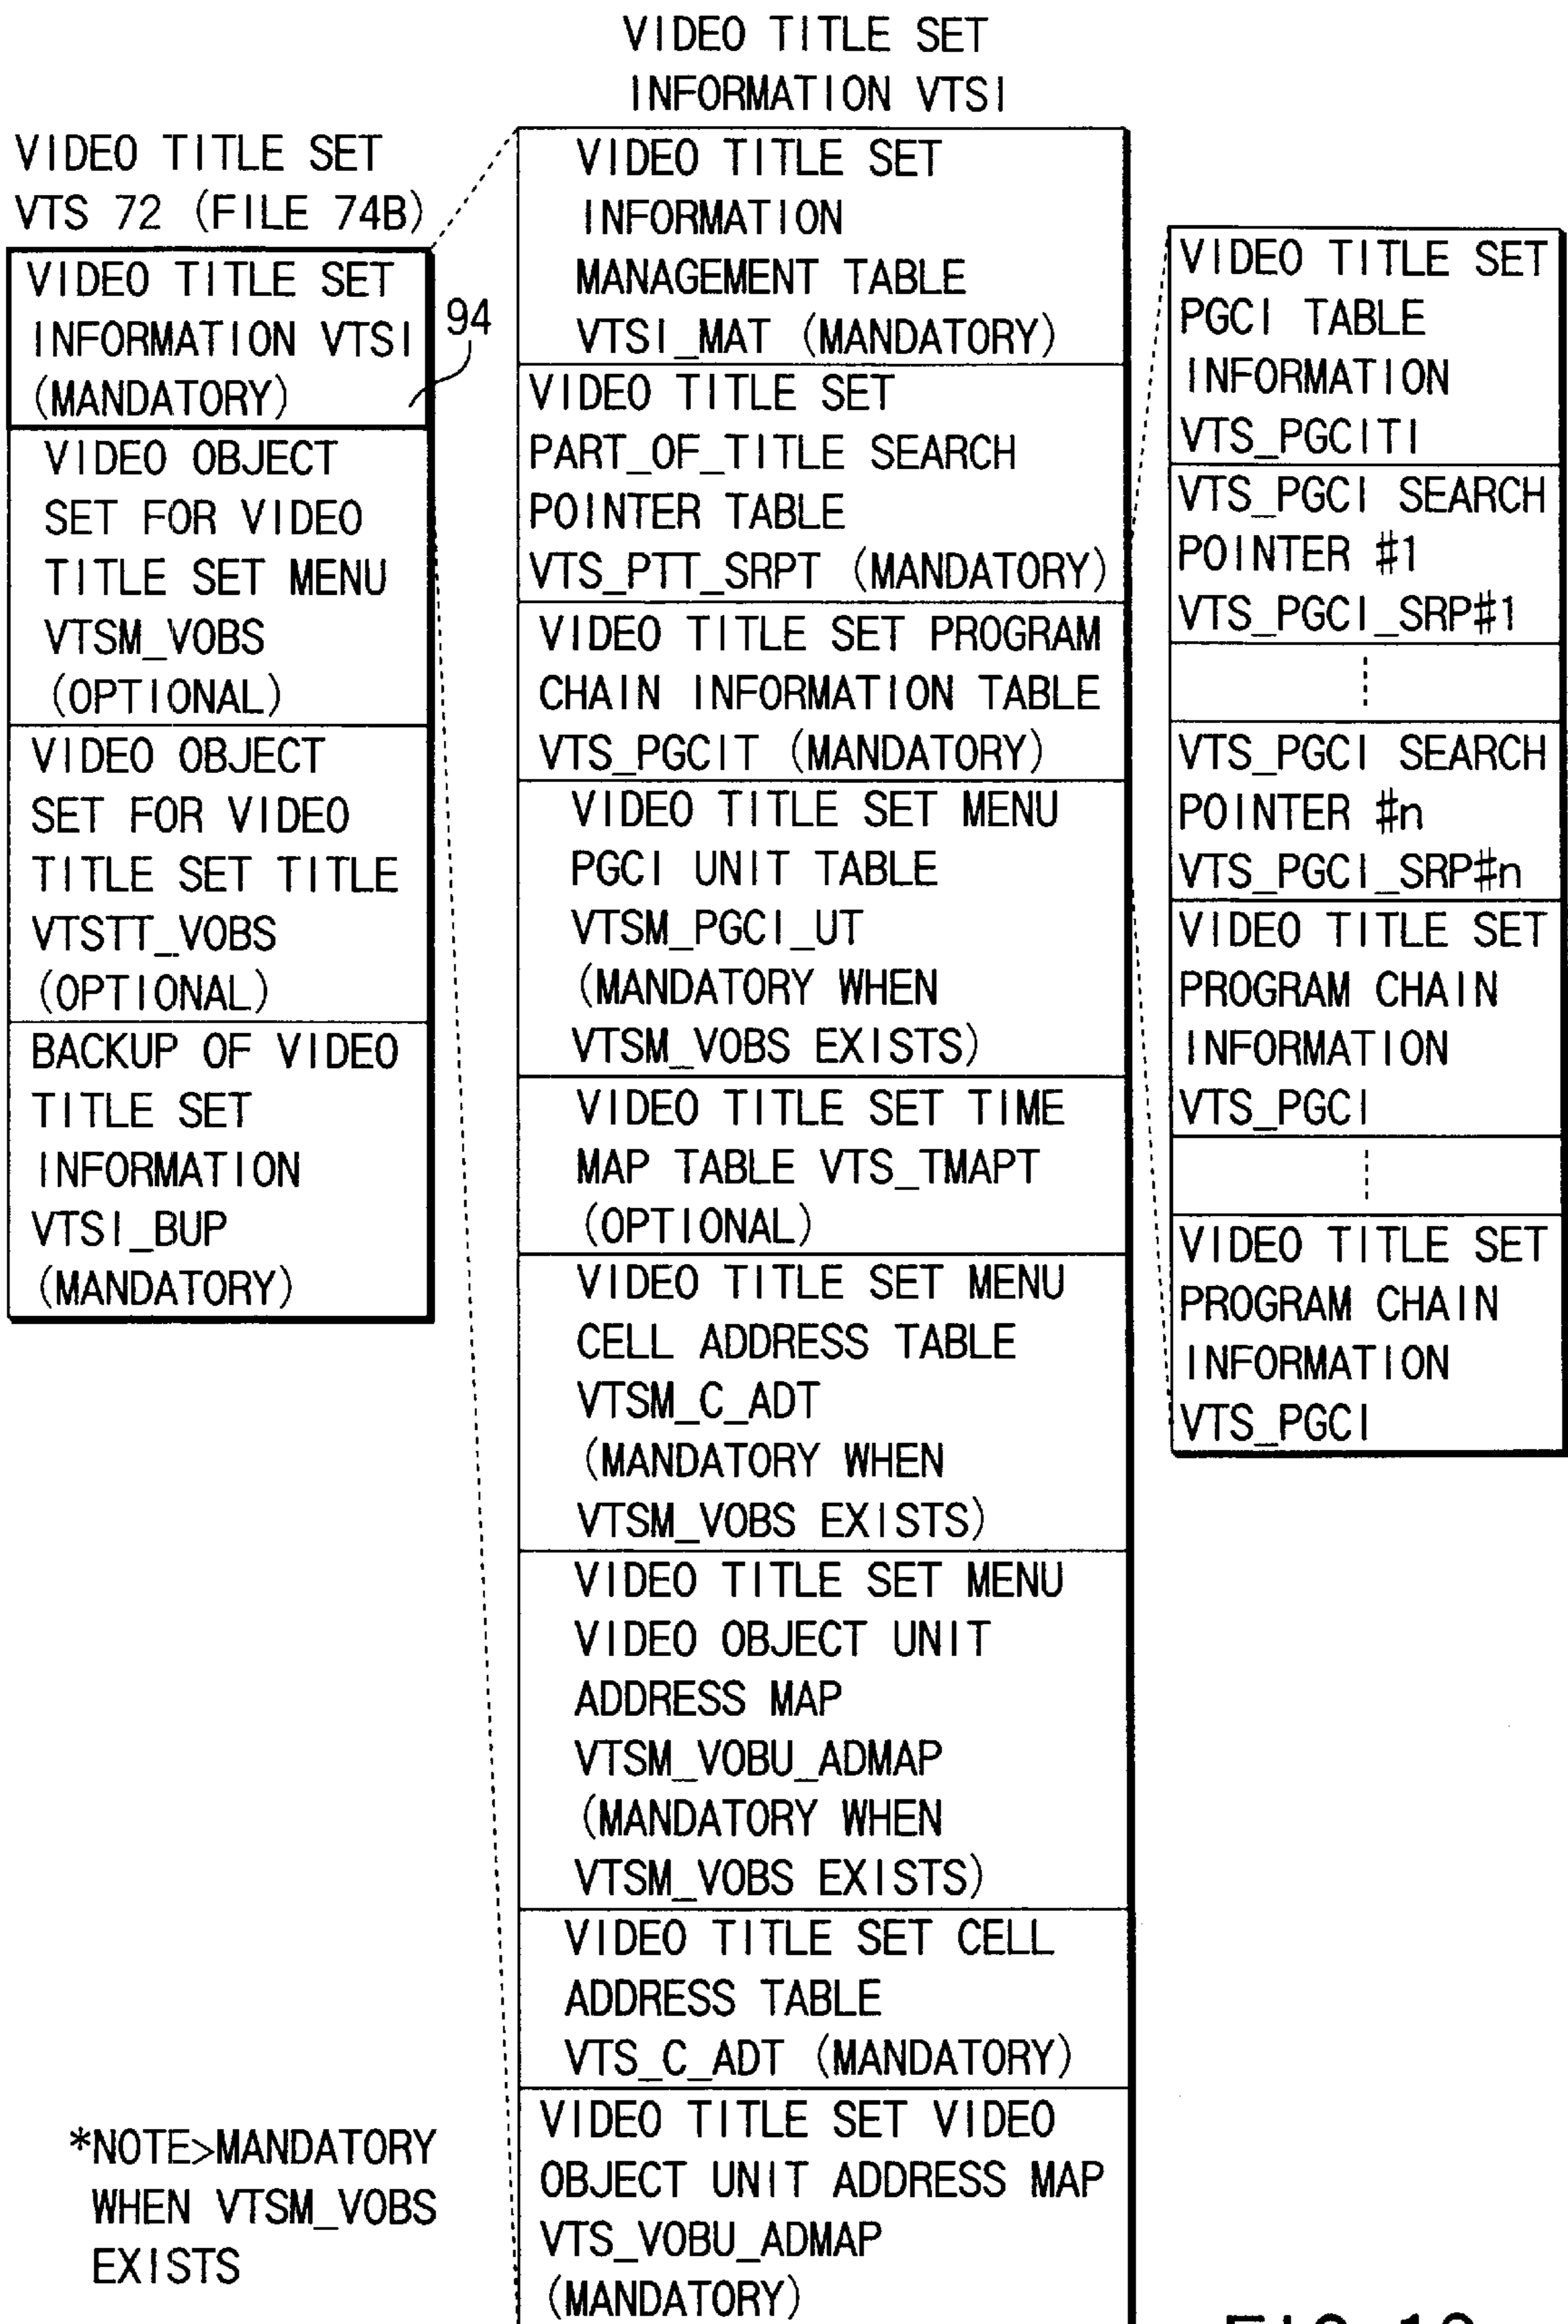 VIDEO TITLE SET
INFORMATION VTSI
VIDEO TITLE SET
VTS 72 (FILE 74B)
VIDEO TITLE SET
INFORMATION VTSI
(MANDATORY)
94
VIDEO OBJECT
SET FOR VIDEO
TITLE SET MENU
VTSM_VOBS
(OPTIONAL)
VIDEO OBJECT
SET FOR VIDEO
TITLE SET TITLE
VTSTT_VOBS
(OPTIONAL)
BACKUP OF VIDEO
TITLE SET
INFORMATION
VTSI_BUP
(MANDATORY)
VIDEO TITLE SET
INFORMATION
MANAGEMENT TABLE
VTSI_MAT (MANDATORY)
VIDEO TITLE SET
PART_OF_TITLE SEARCH
POINTER TABLE
VTS_PTT_SRPT (MANDATORY)
VIDEO TITLE SET PROGRAM
CHAIN INFORMATION TABLE
VTS_PGCIT (MANDATORY)
VIDEO TITLE SET MENU
PGCI UNIT TABLE
VTSM_PGCI_UT
(MANDATORY WHEN
VTSM_VOBS EXISTS)
VIDEO TITLE SET TIME
MAP TABLE VTS_TMAPT
(OPTIONAL)
VIDEO TITLE SET MENU
CELL ADDRESS TABLE
VTSM_C_ADT
(MANDATORY WHEN
VTSM_VOBS EXISTS)
VIDEO TITLE SET MENU
VIDEO OBJECT UNIT
ADDRESS MAP
VTSM_VOBU_ADMAP
(MANDATORY WHEN
VTSM_VOBS EXISTS)
VIDEO TITLE SET CELL
ADDRESS TABLE
VTS_C_ADT (MANDATORY)
VIDEO TITLE SET VIDEO
OBJECT UNIT ADDRESS MAP
VTS_VOBU_ADMAP
(MANDATORY)
VIDEO TITLE SET
PGCI TABLE
INFORMATION
VTS_PGCITI
VTS_PGCI SEARCH
POINTER #1
VTS_PGCI_SRP#1
VTS_PGCI SEARCH
POINTER #n
VTS_PGCI_SRP#n
VIDEO TITLE SET
PROGRAM CHAIN
INFORMATION
VTS_PGCI
VIDEO TITLE SET
PROGRAM CHAIN
INFORMATION
VTS_PGCI
*NOTE>MANDATORY
WHEN VTSM_VOBS
EXISTS